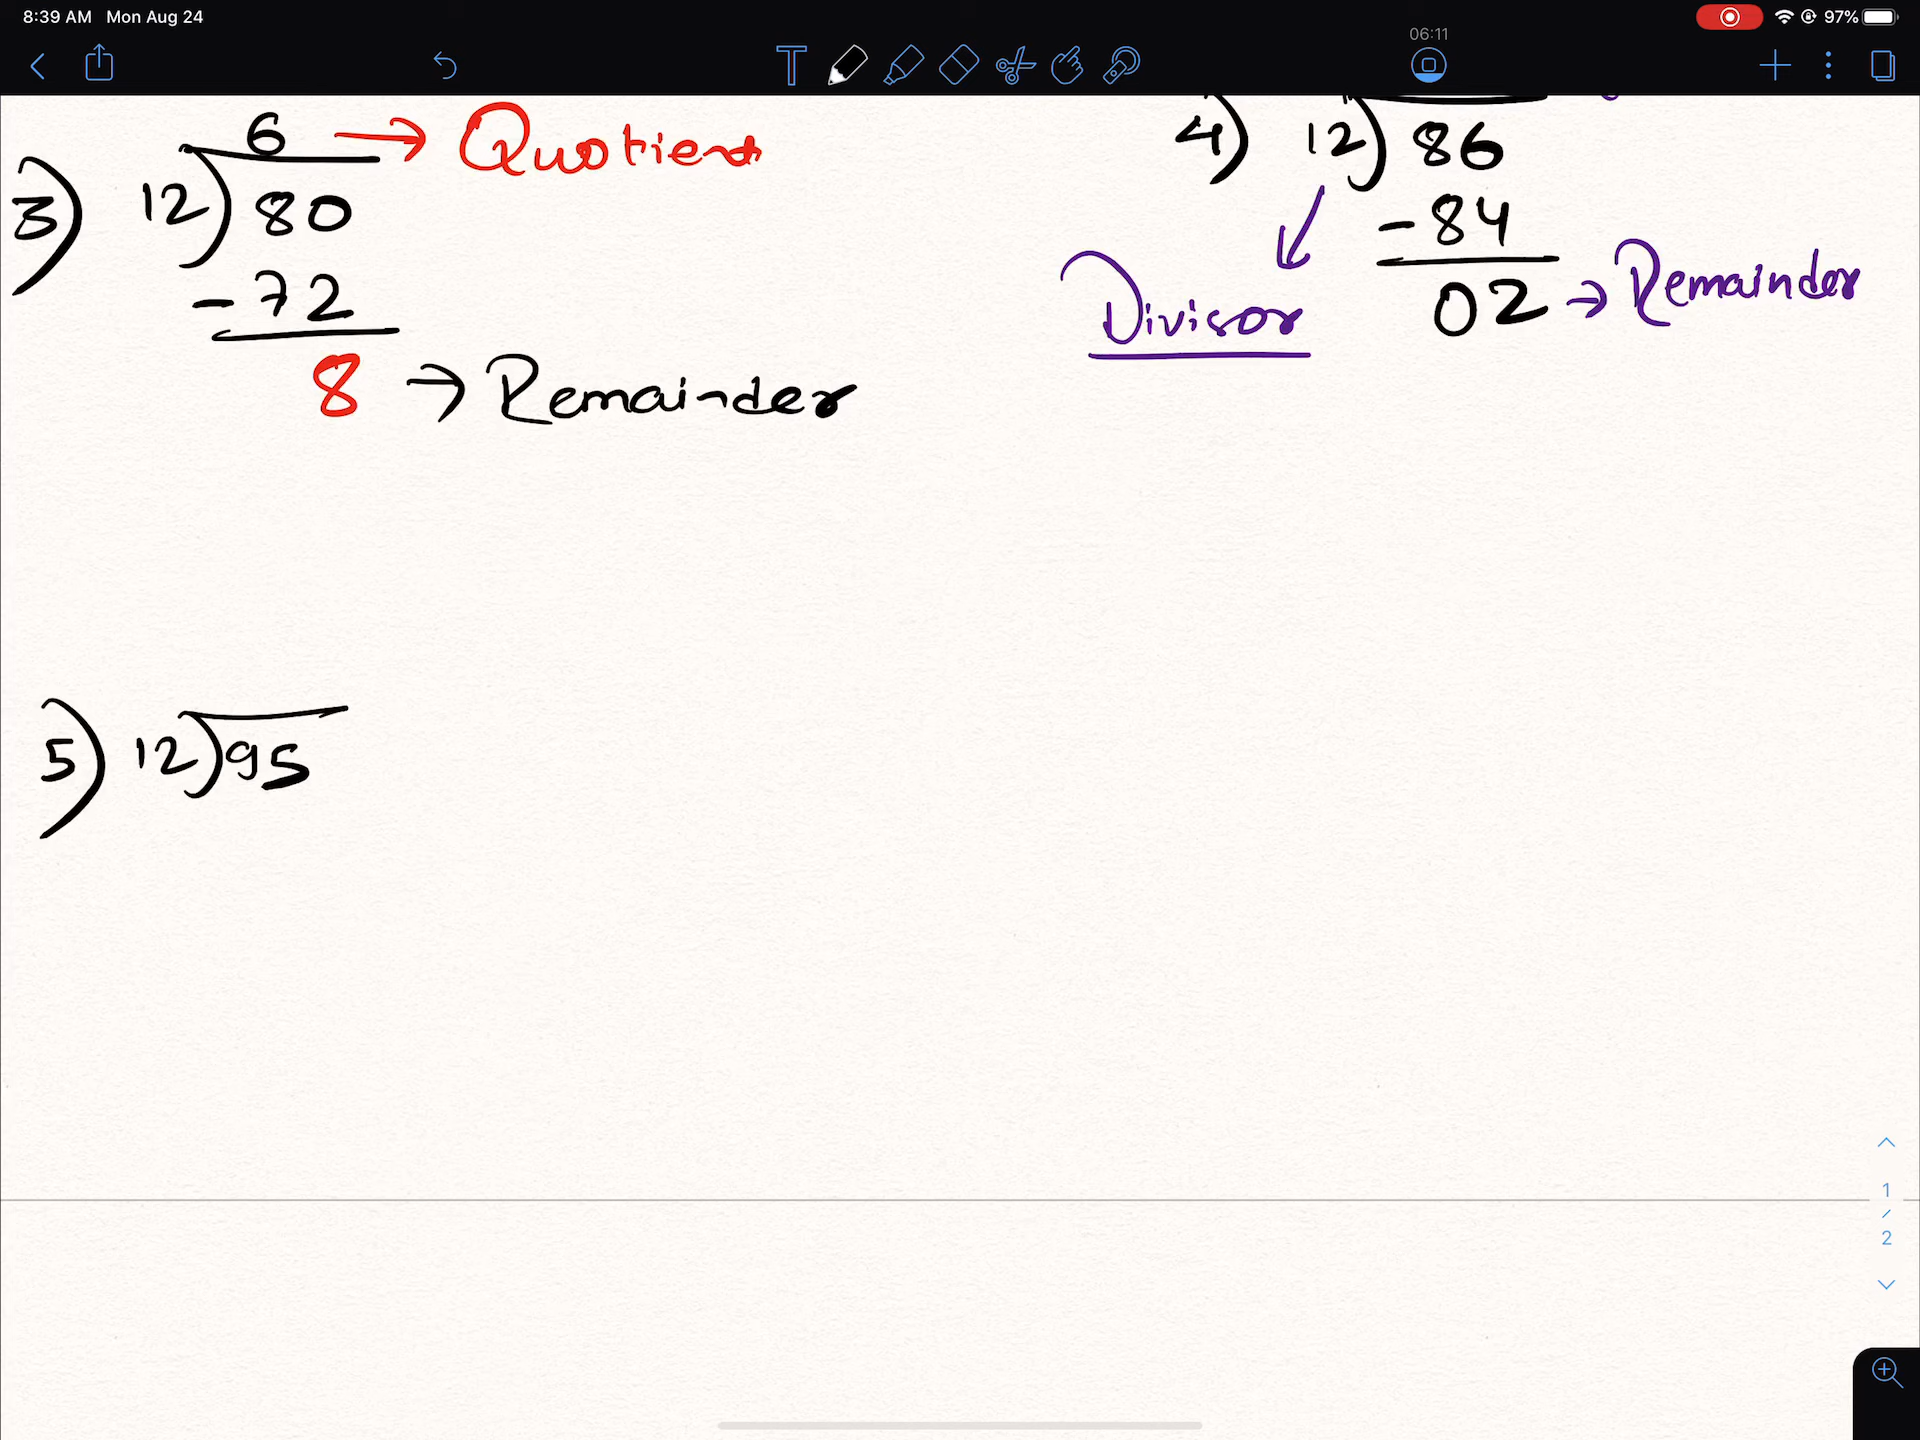 8:39 AM Mon Aug 24
97%
06:11
T
6 → Quotient
3) 12)80
-72
8 → Remainder
4) 12)86
-84
02 → Remainder
Divisor
5) 12)95
1
/
2